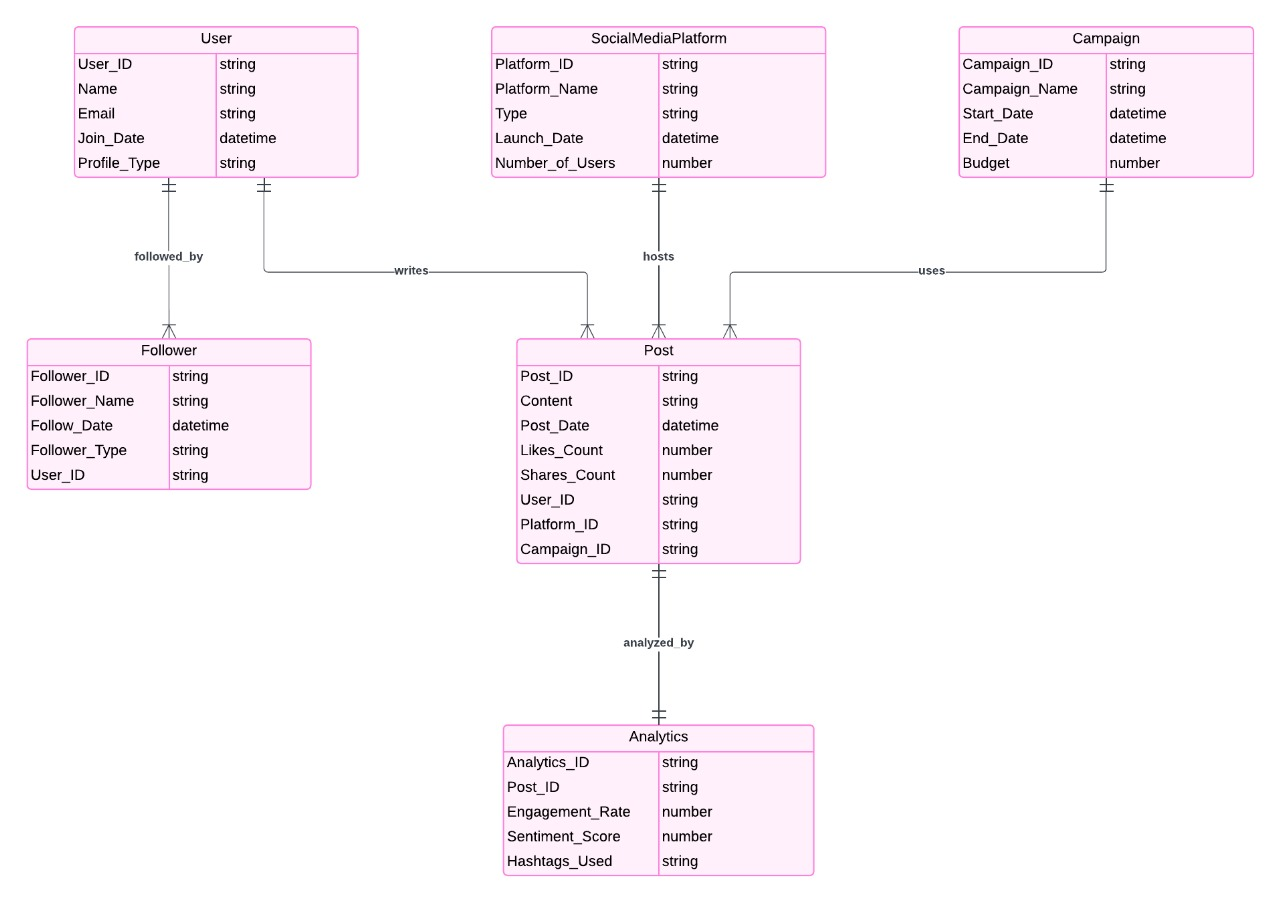 User
User_ID string
Name string
Email string
Join_Date datetime
Profile_Type string
SocialMediaPlatform
Platform_ID string
Platform_Name string
Type string
Launch_Date datetime
Number_of_Users number
Campaign
Campaign_ID string
Campaign_Name string
Start_Date datetime
End_Date datetime
Budget number
followed_by
writes
hosts
uses
Follower
Follower_ID string
Follower_Name string
Follow_Date datetime
Follower_Type string
User_ID string
Post
Post_ID string
Content string
Post_Date datetime
Likes_Count number
Shares_Count number
User_ID string
Platform_ID string
Campaign_ID string
analyzed_by
Analytics
Analytics_ID string
Post_ID string
Engagement_Rate number
Sentiment_Score number
Hashtags_Used string